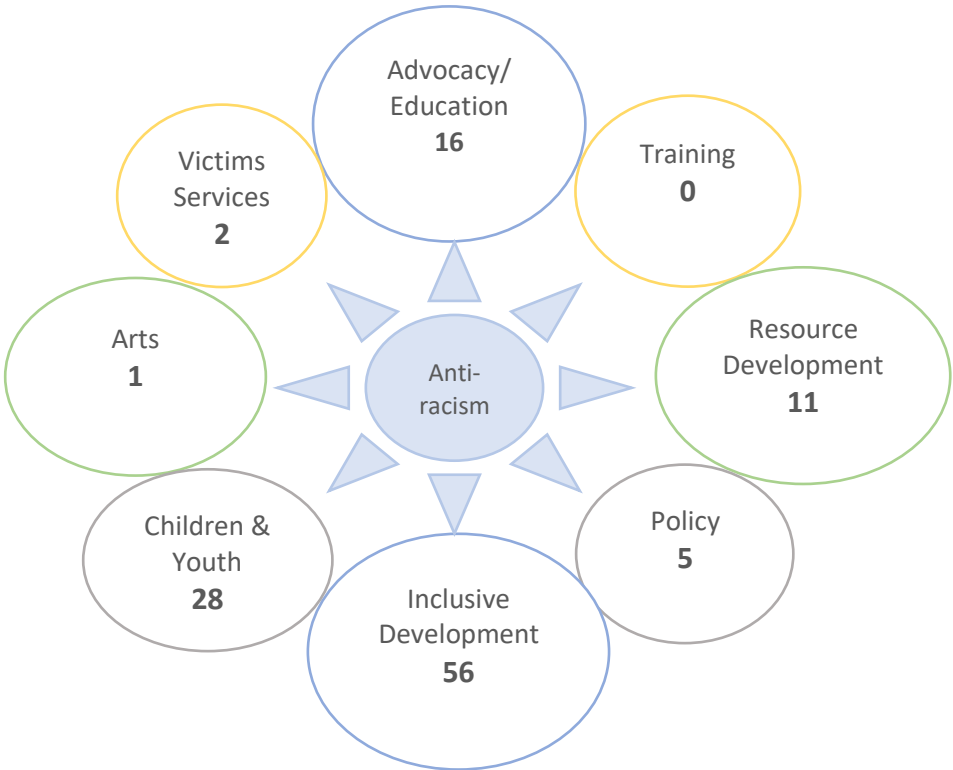 Advocacy/
Education
16
Training
0
Resource
Development
11
Policy
5
Inclusive
Development
56
Children &
Youth
28
Arts
1
Victims
Services
2
Anti-
racism